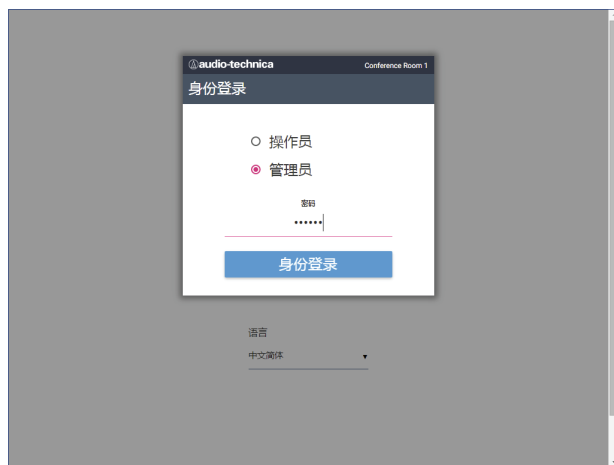 audio-technica Conference Room 1
身份登录
操作员
管理员
密码
••••••
身份登录
语言
中文简体